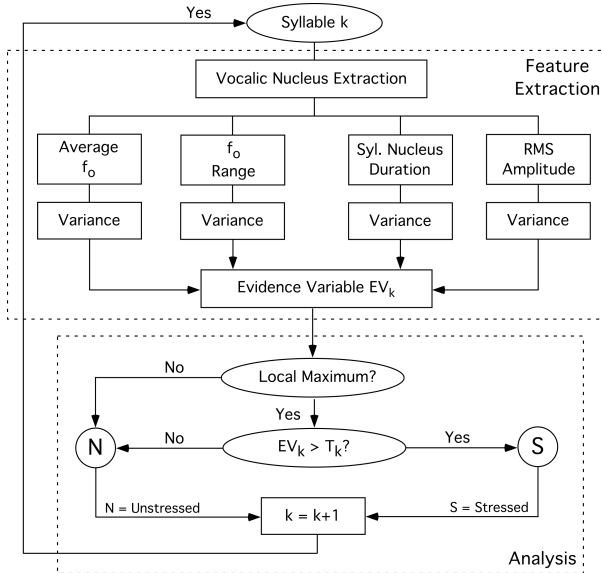 Yes
Syllable k
Feature
Extraction
Vocalic Nucleus Extraction
Average
fo
fo
Range
Syl. Nucleus
Duration
RMS
Amplitude
Variance
Variance
Variance
Variance
Evidence Variable EVk
No
Local Maximum?
Yes
N
No
EVk > Tk?
Yes
S
N = Unstressed
k = k+1
S = Stressed
Analysis